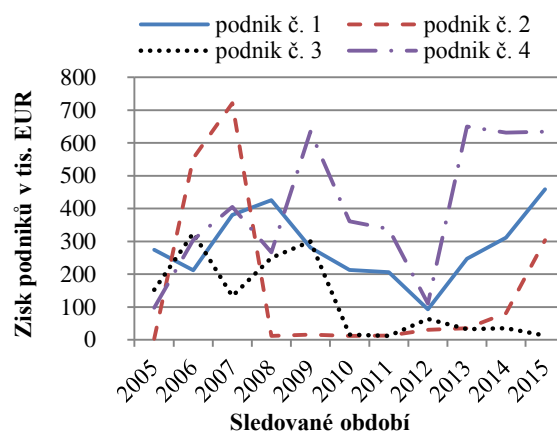 podnik č. 1 podnik č. 2
podnik č. 3 podnik č. 4
Zisk podniků v tis. EUR
800
700
600
500
400
300
200
100
0
2005 2006 2007 2008 2009 2010 2011 2012 2013 2014 2015
Sledované období